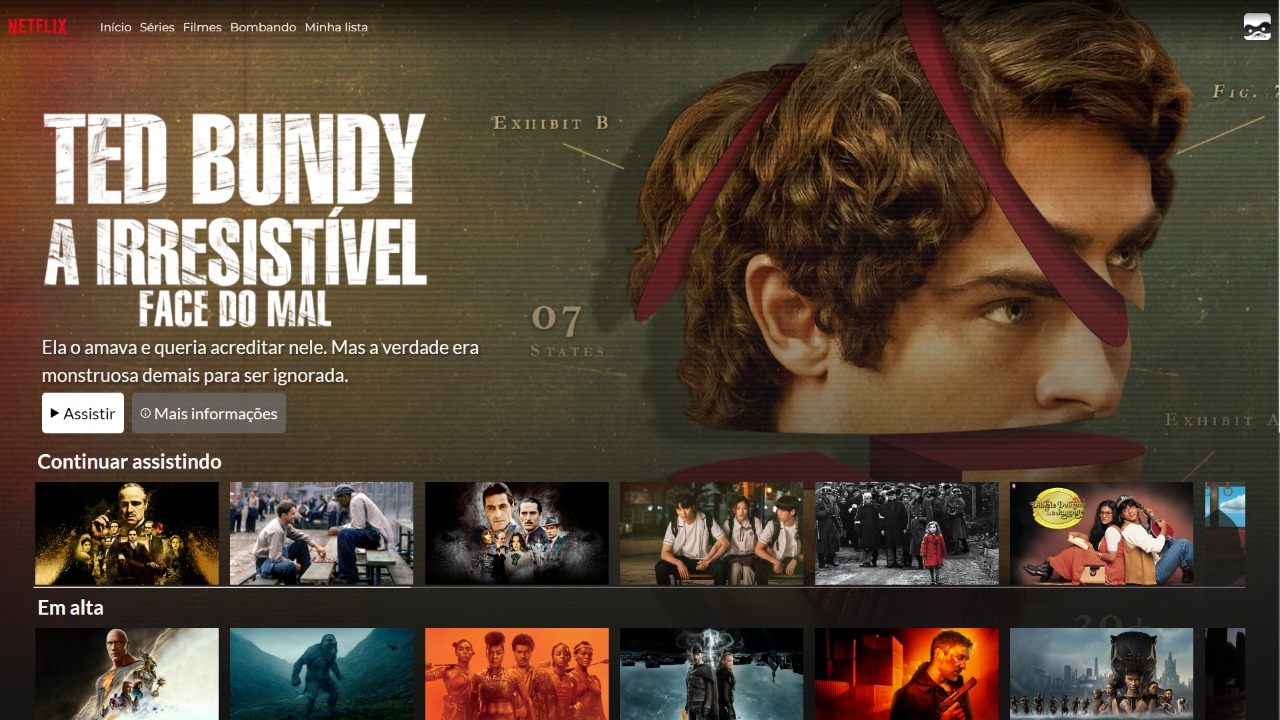 NETFLIX
Início Séries Filmes Bombando Minha lista
FIG. 7
EXHIBIT B
TED BUNDY
A IRRESISTÍVEL
FACE DO MAL
07
STATES
Ela o amava e queria acreditar nele. Mas a verdade era
monstruosa demais para ser ignorada.
Assistir
Mais informações
EXHIBIT A
Continuar assistindo
Dilwale Dulhania
Le Jayenge
Em alta
30+